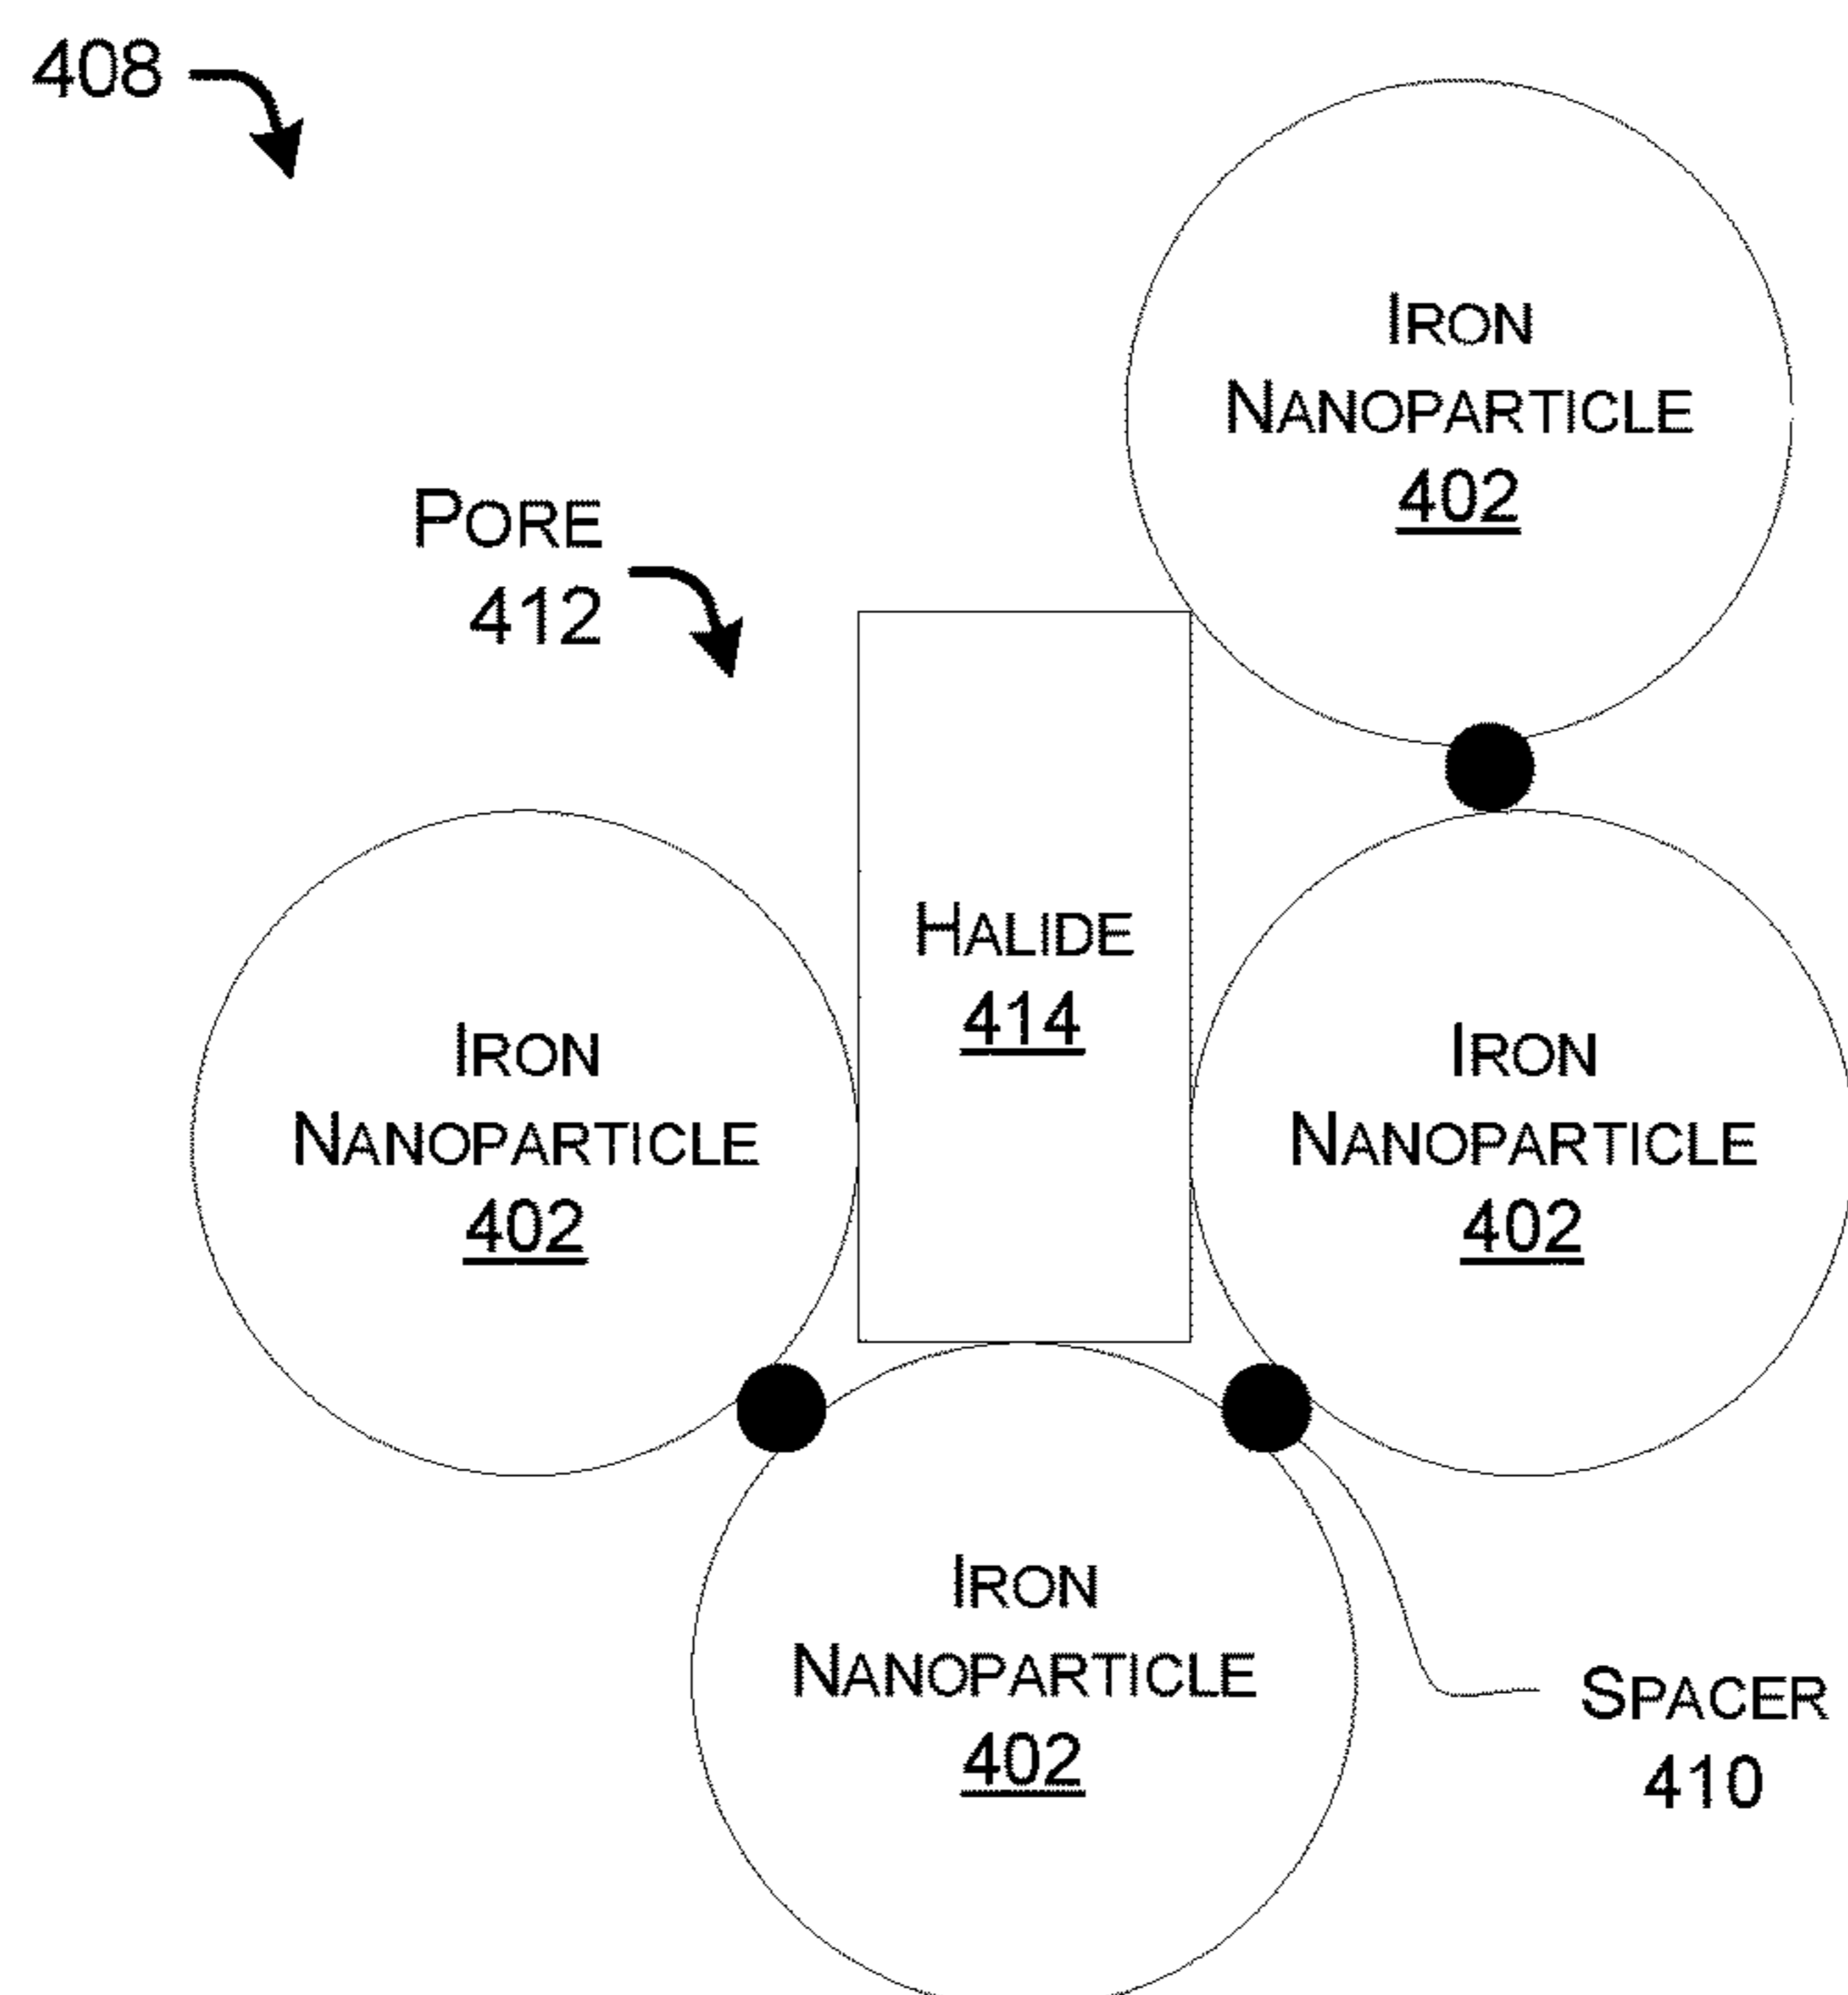 408
IRON
NANOPARTICLE
402
PORE
412
HALIDE
414
IRON
NANOPARTICLE
402
IRON
NANOPARTICLE
402
IRON
NANOPARTICLE
402
SPACER
410